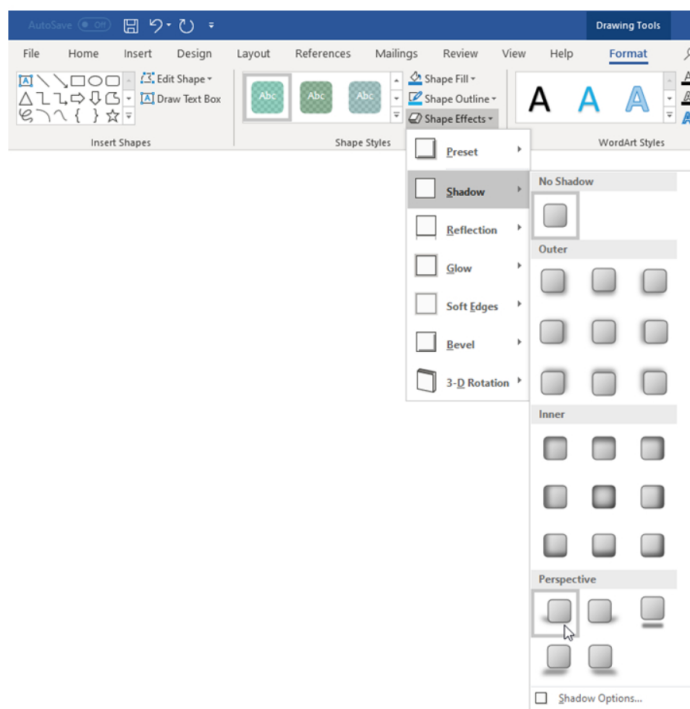 AutoSave Off
Drawing Tools
File Home Insert Design Layout References Mailings Review View Help Format
Edit Shape
Draw Text Box
Insert Shapes
Abc Abc Abc
Shape Fill
Shape Outline
Shape Effects
Shape Styles
A A A
WordArt Styles
Preset
Shadow
Reflection
Glow
Soft Edges
Bevel
3-D Rotation
No Shadow
Outer
Inner
Perspective
Shadow Options...